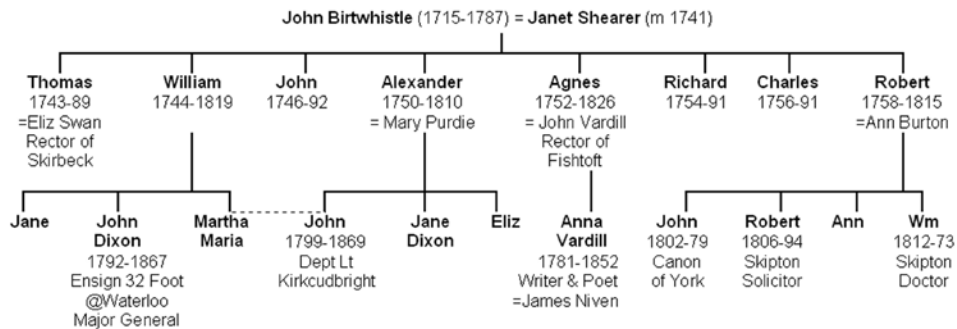 John Birtwhistle (1715-1787) = Janet Shearer (m 1741)
Thomas
1743-89
=Eliz Swan
Rector of
Skirbeck
William
1744-1819
John
1746-92
Alexander
1750-1810
= Mary Purdie
Agnes
1752-1826
= John Vardill
Rector of
Fishtoft
Richard
1754-91
Charles
1756-91
Robert
1758-1815
=Ann Burton
Jane
John
Dixon
1792-1867
Ensign 32 Foot
@Waterloo
Major General
Martha
Maria
John
1799-1869
Dept Lt
Kirkcudbright
Jane
Dixon
Eliz
Anna
Vardill
1781-1852
Writer & Poet
=James Niven
John
1802-79
Canon
of York
Robert
1806-94
Skipton
Solicitor
Ann
Wm
1812-73
Skipton
Doctor